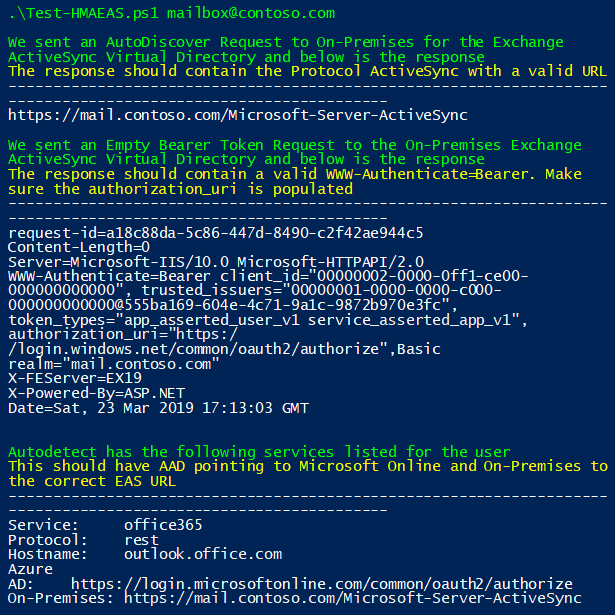 .\Test-HMAEAS.ps1 mailbox@contoso.com
We sent an AutoDiscover Request to On-Premises for the Exchange
ActiveSync Virtual Directory and below is the response
The response should contain the Protocol ActiveSync with a valid URL
-------------------------------------------------------------------
------------------------------------------
https://mail.contoso.com/Microsoft-Server-ActiveSync
We sent an Empty Bearer Token Request to the On-Premises Exchange
ActiveSync Virtual Directory and below is the response
The response should contain a valid WWW-Authenticate=Bearer. Make
sure the authorization_uri is populated
-------------------------------------------------------------------
------------------------------------------
request-id=a18c88da-5c86-447d-8490-c2f42ae944c5
Content-Length=0
Server=Microsoft-IIS/10.0 Microsoft-HTTPAPI/2.0
WWW-Authenticate=Bearer client_id="00000002-0000-0ff1-ce00-
000000000000", trusted_issuers="00000001-0000-0000-c000-
000000000000@555ba169-604e-4c71-9a1c-9872b970e3fc",
token_types="app_asserted_user_v1 service_asserted_app_v1",
authorization_uri="https:/
/login.windows.net/common/oauth2/authorize",Basic
realm="mail.contoso.com"
X-FEServer=EX19
X-Powered-By=ASP.NET
Date=Sat, 23 Mar 2019 17:13:03 GMT
Autodetect has the following services listed for the user
This should have AAD pointing to Microsoft Online and On-Premises to
the correct EAS URL
-------------------------------------------------------------------
------------------------------------------
Service:     office365
Protocol:    rest
Hostname:    outlook.office.com
Azure
AD:    https://login.microsoftonline.com/common/oauth2/authorize
On-Premises: https://mail.contoso.com/Microsoft-Server-ActiveSync